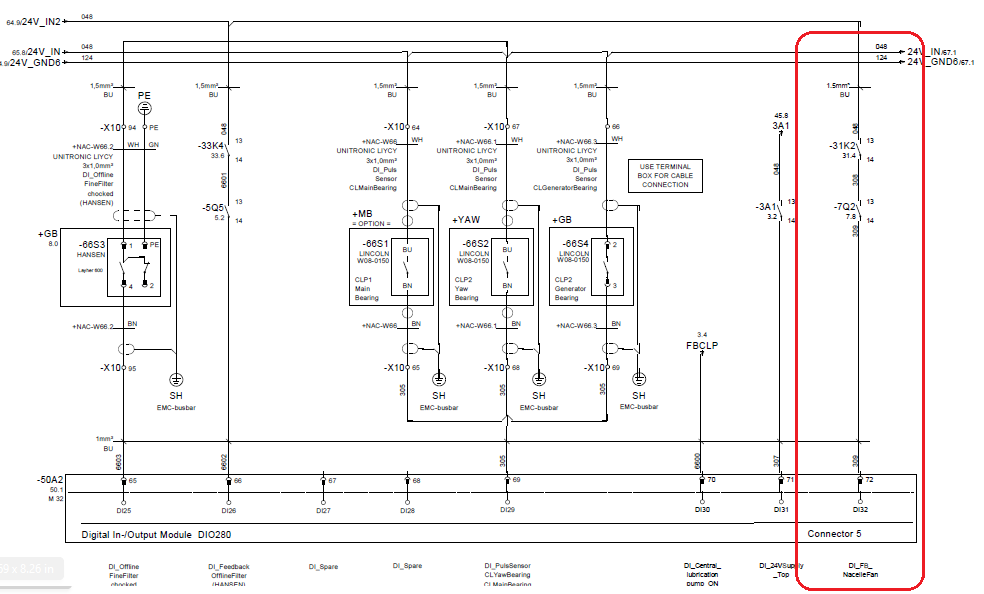 64.9/24V_IN2 048
65.8/24V_IN 048 048 24V_IN/67.1
4.9/24V_GND6 124 124 24V_GND6/67.1
1,5mm² 1,5mm² 1,5mm² 1,5mm² 1,5mm² 1.5mm²
BU BU BU BU BU BU
PE
45.8
3A1
-X10 94 PE
048
-X10 64
-X10 67
66
048
+NAC-W66.2 WH GN
UNITRONIC LIYCY
3x1,0mm²
DI_Offline
FineFilter
chocked
(HANSEN)
-33K4 13
33.6 14
6601
-5Q5 13
5.2 14
+NAC-W66 WH
UNITRONIC LIYCY
3x1,0mm²
DI_Puls
Sensor
CLMainBearing
+NAC-W66.1 WH
UNITRONIC LIYCY
3x1,0mm²
DI_Puls
Sensor
CLMainBearing
+NAC-W66.3 WH
UNITRONIC LIYCY
3x1,0mm²
DI_Puls
Sensor
CLGeneratorBearing
USE TERMINAL
BOX FOR CABLE
CONNECTION
048
-3A1 13
3.2 14
-31K2 13
31.4 14
308
-7Q2 13
7.8 14
309
+GB
8.0
-66S3
HANSEN
1 PE
4 2
+MB
= OPTION =
-66S1
LINCOLN
W08-0150
CLP1
Main
Bearing
BU
BN
+YAW
-66S2
LINCOLN
W08-0150
CLP2
Yaw
Bearing
BU
BN
+GB
-66S4
LINCOLN
W08-0150
CLP2
Generator
Bearing
2
3
+NAC-W66.2 BN
+NAC-W66 BN
+NAC-W66.1 BN
+NAC-W66.3 BN
3.4
FBCLP
-X10 95
-X10 65
-X10 68
-X10 69
305 305 305
SH SH SH SH
EMC-busbar EMC-busbar EMC-busbar EMC-busbar
1mm²
BU
6603 6602 305 6600 307 309
-50A2 65 66 67 68 69 70 71 72
50.1
M 32
DI25 DI26 DI27 DI28 DI29 DI30 DI31 DI32
Digital In-/Output Module DIO280 Connector 5
DI_Offline DI_Feedback DI_Spare DI_Spare DI_PulsSensor DI_Central_ DI_24VSupply DI_FB_
FineFilter OfflineFilter CLYawBearing lubrication _Top NacelleFan
chocked (HANSEN) CLMainBearing pump ON
69 x 8.26 in